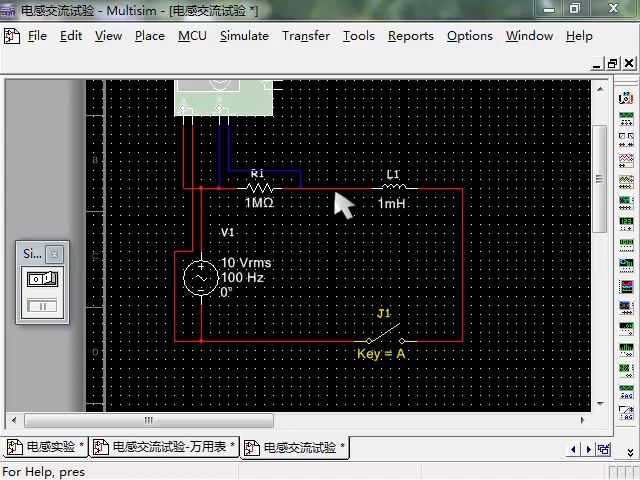 电感交流试验 - Multisim - [电感交流试验 *]
File Edit View Place MCU Simulate Transfer Tools Reports Options Window Help
A B
B
R1
L1
1MΩ
1mH
V1
Si...
C
10 Vrms
100 Hz
0°
J1
Key = A
D
电感实验 * 电感交流试验-万用表 * 电感交流试验 *
For Help, pres